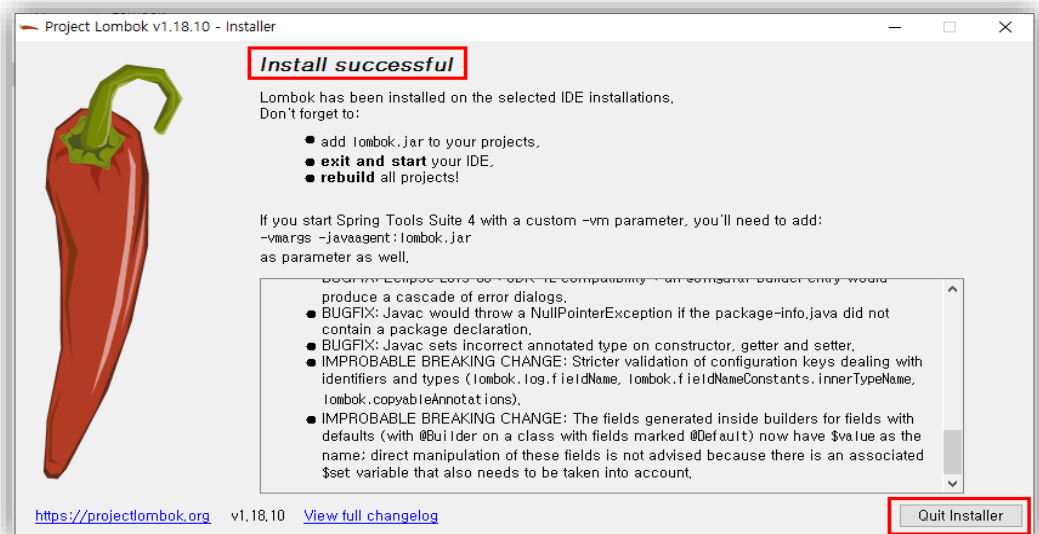 Project Lombok v1.18.10 - Installer
Install successful
Lombok has been installed on the selected IDE installations.
Don't forget to:
● add lombok.jar to your projects,
● exit and start your IDE,
● rebuild all projects!
If you start Spring Tools Suite 4 with a custom -vm parameter, you'll need to add:
-vmargs -javaagent:lombok.jar
as parameter as well.
produce a cascade of error dialogs.
● BUGFIX: Javac would throw a NullPointerException if the package-info.java did not
contain a package declaration.
● BUGFIX: Javac sets incorrect annotated type on constructor, getter and setter.
● IMPROBABLE BREAKING CHANGE: Stricter validation of configuration keys dealing with
identifiers and types (lombok.log.fieldName, lombok.fieldNameConstants.innerTypeName,
lombok.copyableAnnotations).
● IMPROBABLE BREAKING CHANGE: The fields generated inside builders for fields with
defaults (with @Builder on a class with fields marked @Default) now have $value as the
name; direct manipulation of these fields is not advised because there is an associated
$set variable that also needs to be taken into account.
https://projectlombok.org v1.18.10 View full changelog
Quit Installer